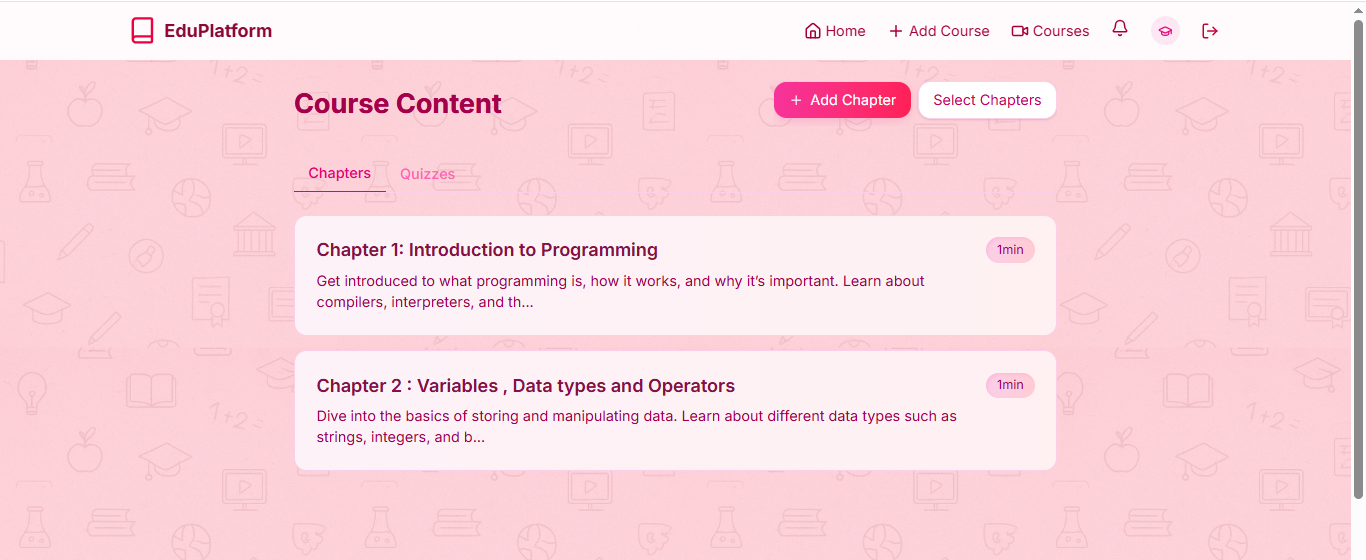 EduPlatform
Home
Add Course
Courses
Course Content
+ Add Chapter
Select Chapters
Chapters
Quizzes
Chapter 1: Introduction to Programming
1min
Get introduced to what programming is, how it works, and why it’s important. Learn about
compilers, interpreters, and th...
Chapter 2 : Variables , Data types and Operators
1min
Dive into the basics of storing and manipulating data. Learn about different data types such as
strings, integers, and b...
1+2=